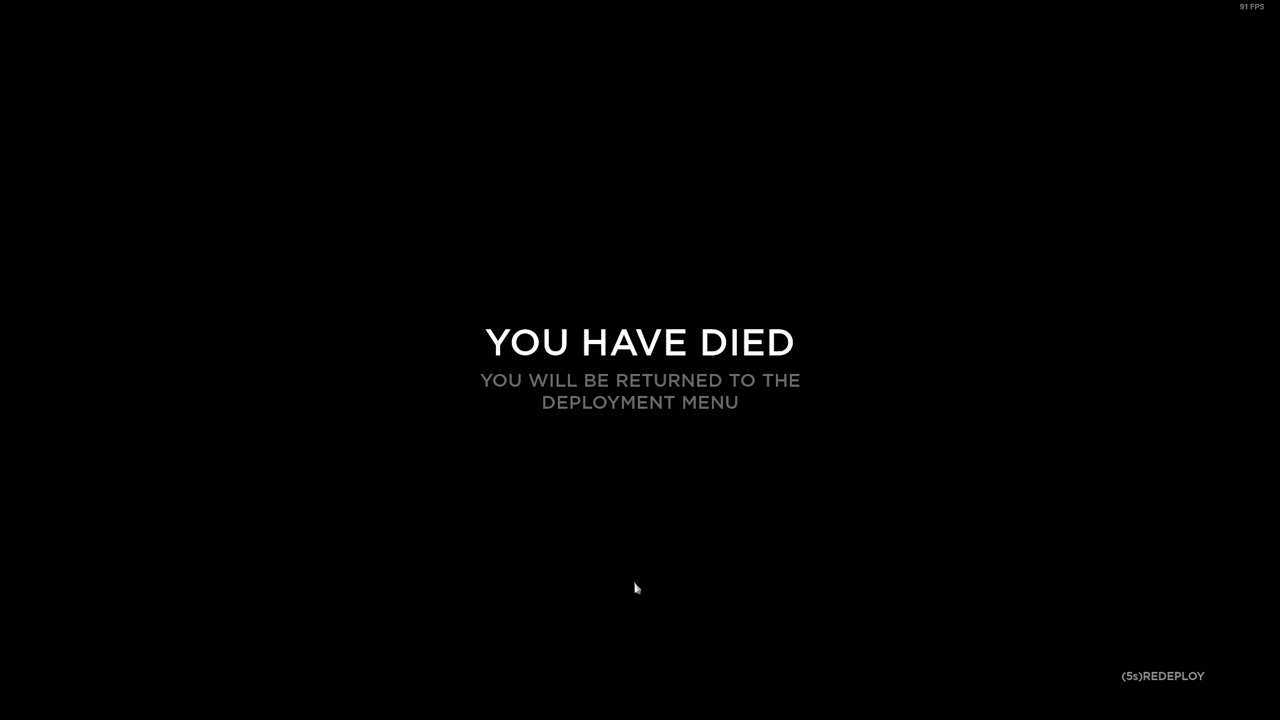 91 FPS
YOU HAVE DIED
YOU WILL BE RETURNED TO THE
DEPLOYMENT MENU
(5s)REDEPLOY